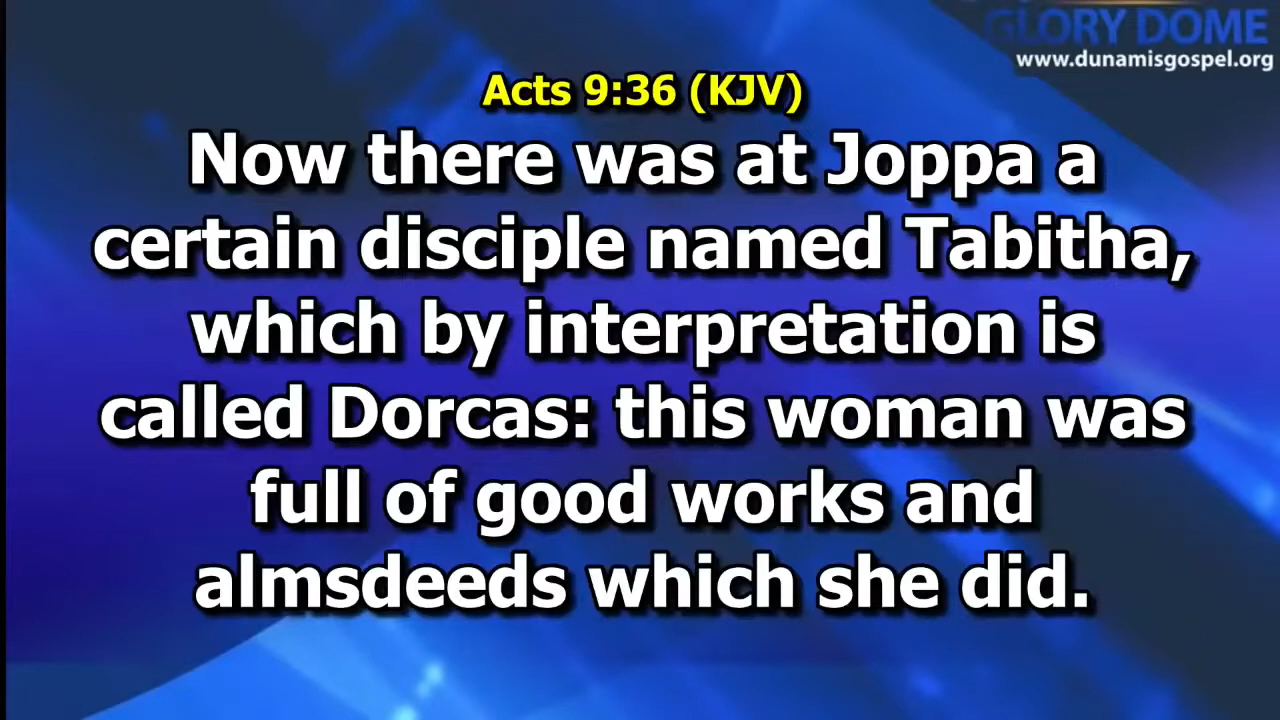 GLORY DOME
www.dunamisgospel.org
Acts 9:36 (KJV)
Now there was at Joppa a
certain disciple named Tabitha,
which by interpretation is
called Dorcas: this woman was
full of good works and
almsdeeds which she did.